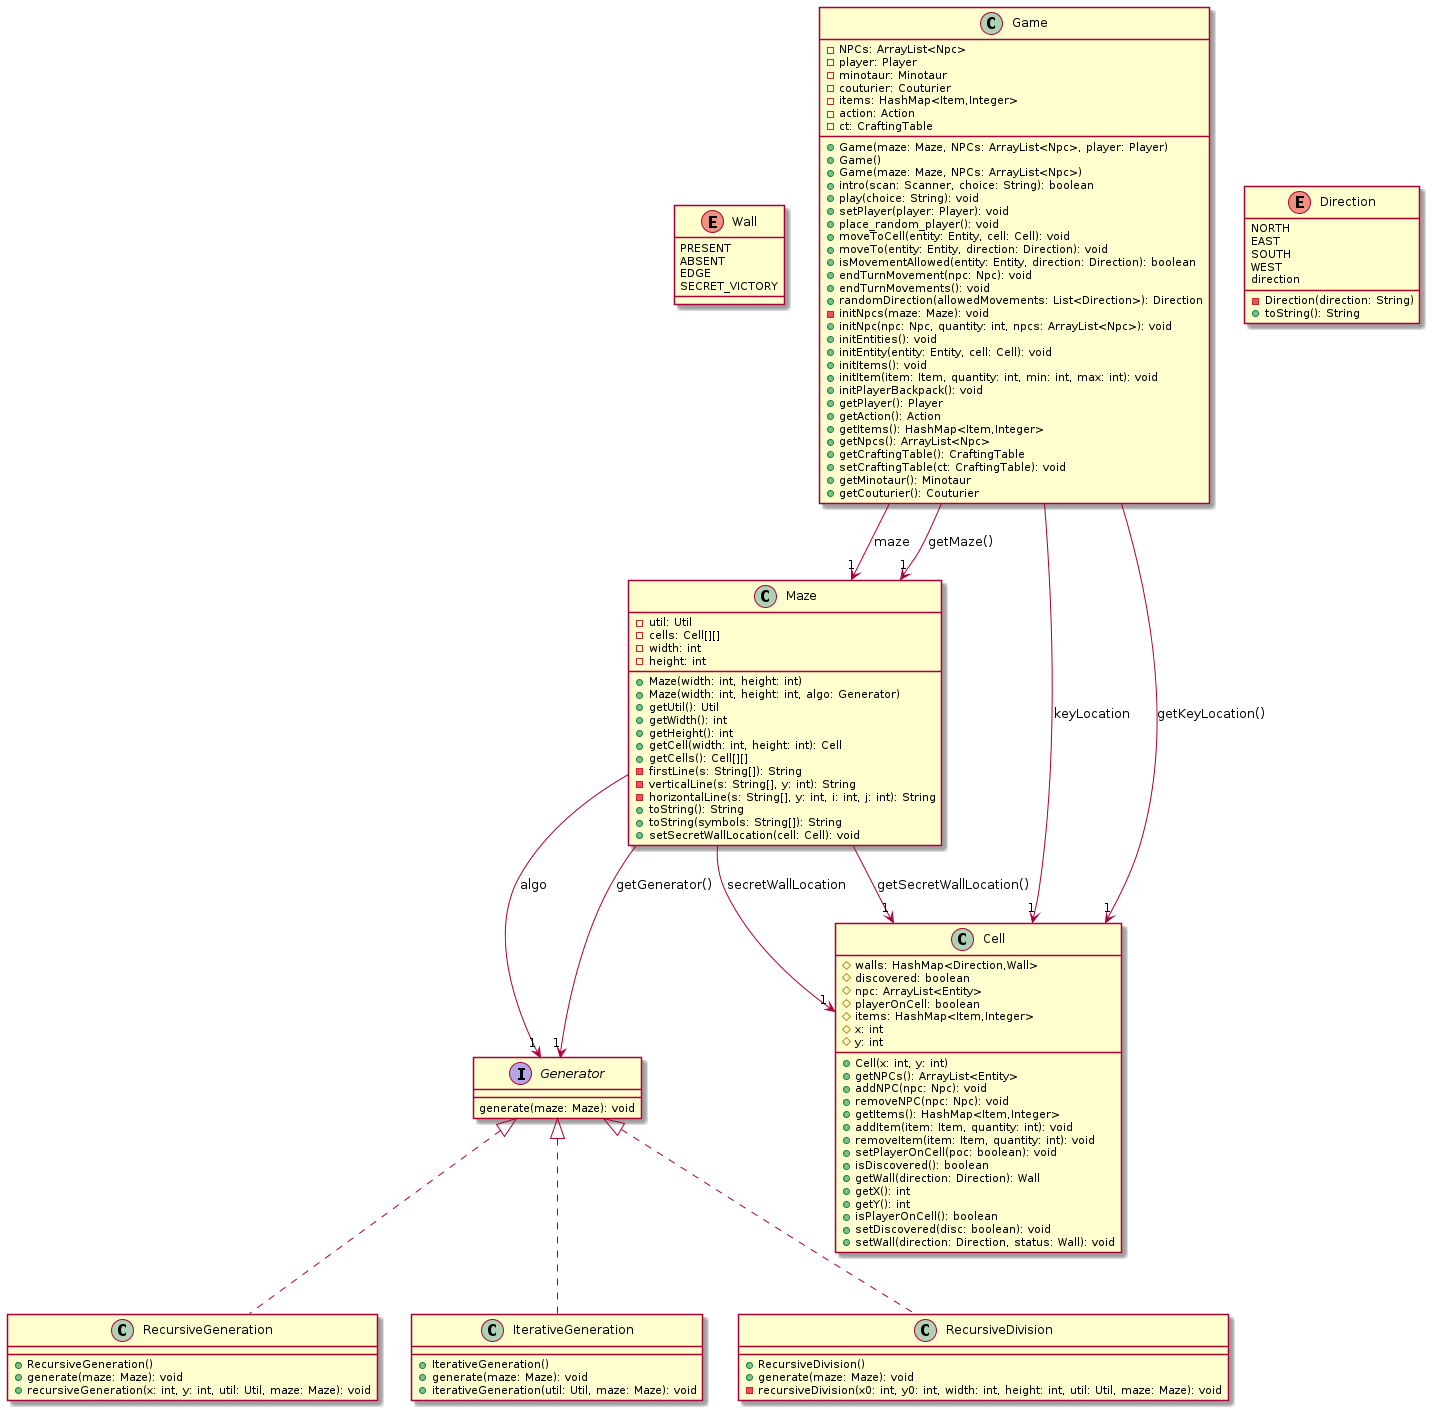 C Game
NPCs: ArrayList<Npc>
player: Player
minotaur: Minotaur
couturier: Couturier
items: HashMap<Item,Integer>
action: Action
ct: CraftingTable
Game(maze: Maze, NPCs: ArrayList<Npc>, player: Player)
Game()
Game(maze: Maze, NPCs: ArrayList<Npc>)
intro(scan: Scanner, choice: String): boolean
play(choice: String): void
setPlayer(player: Player): void
place_random_player(): void
moveToCell(entity: Entity, cell: Cell): void
moveTo(entity: Entity, direction: Direction): void
isMovementAllowed(entity: Entity, direction: Direction): boolean
endTurnMovement(npc: Npc): void
endTurnMovements(): void
randomDirection(allowedMovements: List<Direction>): Direction
initNpcs(maze: Maze): void
initNpc(npc: Npc, quantity: int, npcs: ArrayList<Npc>): void
initEntities(): void
initEntity(entity: Entity, cell: Cell): void
initItems(): void
initItem(item: Item, quantity: int, min: int, max: int): void
initPlayerBackpack(): void
getPlayer(): Player
getAction(): Action
getItems(): HashMap<Item,Integer>
getNpcs(): ArrayList<Npc>
getCraftingTable(): CraftingTable
setCraftingTable(ct: CraftingTable): void
getMinotaur(): Minotaur
getCouturier(): Couturier
E Wall
PRESENT
ABSENT
EDGE
SECRET_VICTORY
E Direction
NORTH
EAST
SOUTH
WEST
direction
Direction(direction: String)
toString(): String
maze
getMaze()
1
1
C Maze
util: Util
cells: Cell[][]
width: int
height: int
Maze(width: int, height: int)
Maze(width: int, height: int, algo: Generator)
getUtil(): Util
getWidth(): int
getHeight(): int
getCell(width: int, height: int): Cell
getCells(): Cell[][]
firstLine(s: String[]): String
verticalLine(s: String[], y: int): String
horizontalLine(s: String[], y: int, i: int, j: int): String
toString(): String
toString(symbols: String[]): String
setSecretWallLocation(cell: Cell): void
keyLocation
getKeyLocation()
algo
getGenerator()
secretWallLocation
getSecretWallLocation()
1
1
1
1
C Cell
walls: HashMap<Direction,Wall>
discovered: boolean
npc: ArrayList<Entity>
playerOnCell: boolean
items: HashMap<Item,Integer>
x: int
y: int
Cell(x: int, y: int)
getNPCs(): ArrayList<Entity>
addNPC(npc: Npc): void
removeNPC(npc: Npc): void
getItems(): HashMap<Item,Integer>
addItem(item: Item, quantity: int): void
removeItem(item: Item, quantity: int): void
setPlayerOnCell(poc: boolean): void
isDiscovered(): boolean
getWall(direction: Direction): Wall
getX(): int
getY(): int
isPlayerOnCell(): boolean
setDiscovered(disc: boolean): void
setWall(direction: Direction, status: Wall): void
1
1
I Generator
generate(maze: Maze): void
C RecursiveGeneration
RecursiveGeneration()
generate(maze: Maze): void
recursiveGeneration(x: int, y: int, util: Util, maze: Maze): void
C IterativeGeneration
IterativeGeneration()
generate(maze: Maze): void
iterativeGeneration(util: Util, maze: Maze): void
C RecursiveDivision
RecursiveDivision()
generate(maze: Maze): void
recursiveDivision(x0: int, y0: int, width: int, height: int, util: Util, maze: Maze): void